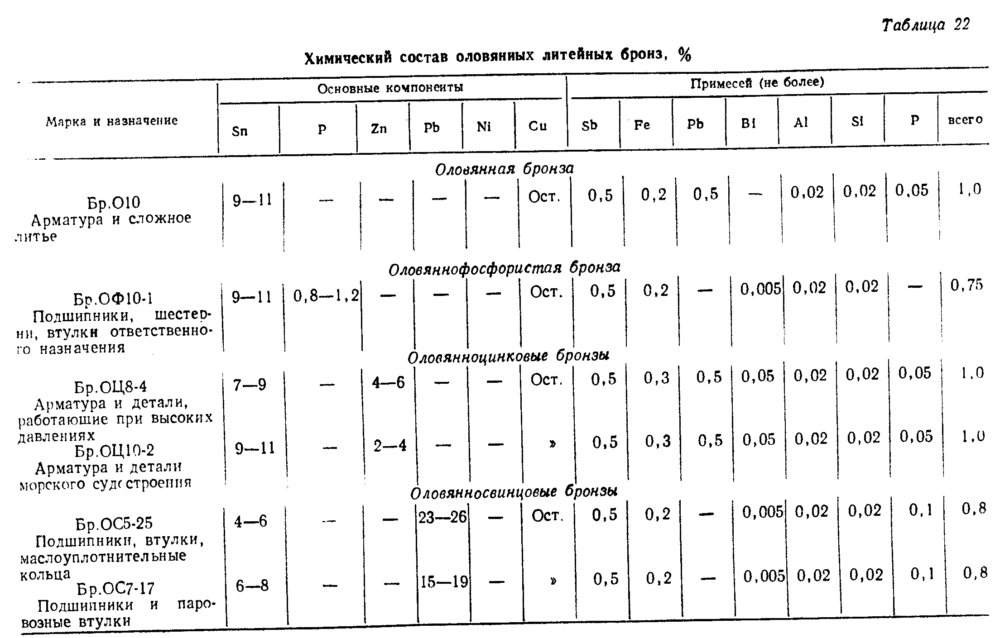 Таблица 22
Химический состав оловянных литейных бронз, %
Марка и назначение Основные компоненты Примесей (не более)
Sn P Zn Pb Ni Cu Sb Fe Pb Bi Al Si P всего
Оловянная бронза
Бр.О10 9—11 — — — — Ост. 0,5 0,2 0,5 — 0,02 0,02 0,05 1,0
Арматура и сложное
литье
Оловяннофосфористая бронза
Бр.ОФ10-1 9—11 0,8—1,2 — — — Ост. 0,5 0,2 — 0,005 0,02 0,02 — 0,75
Подшипники, шестер-
ни, втулки ответственно-
го назначения
Оловянноцинковые бронзы
Бр.ОЦ8-4 7—9 — 4—6 — — Ост. 0,5 0,3 0,5 0,05 0,02 0,02 0,05 1,0
Арматура и детали,
работающие при высоких
давлениях
Бр.ОЦ10-2 9—11 — 2—4 — — » 0,5 0,3 0,5 0,05 0,02 0,02 0,05 1,0
Арматура и детали
морского судостроения
Оловянносвинцовые бронзы
Бр.ОС5-25 4—6 — — 23—26 — Ост. 0,5 0,2 — 0,005 0,02 0,02 0,1 0,8
Подшипники, втулки,
маслоуплотнительные
кольца
Бр.ОС7-17 6—8 — — 15—19 — » 0,5 0,2 — 0,005 0,02 0,02 0,1 0,8
Подшипники и паро-
возные втулки